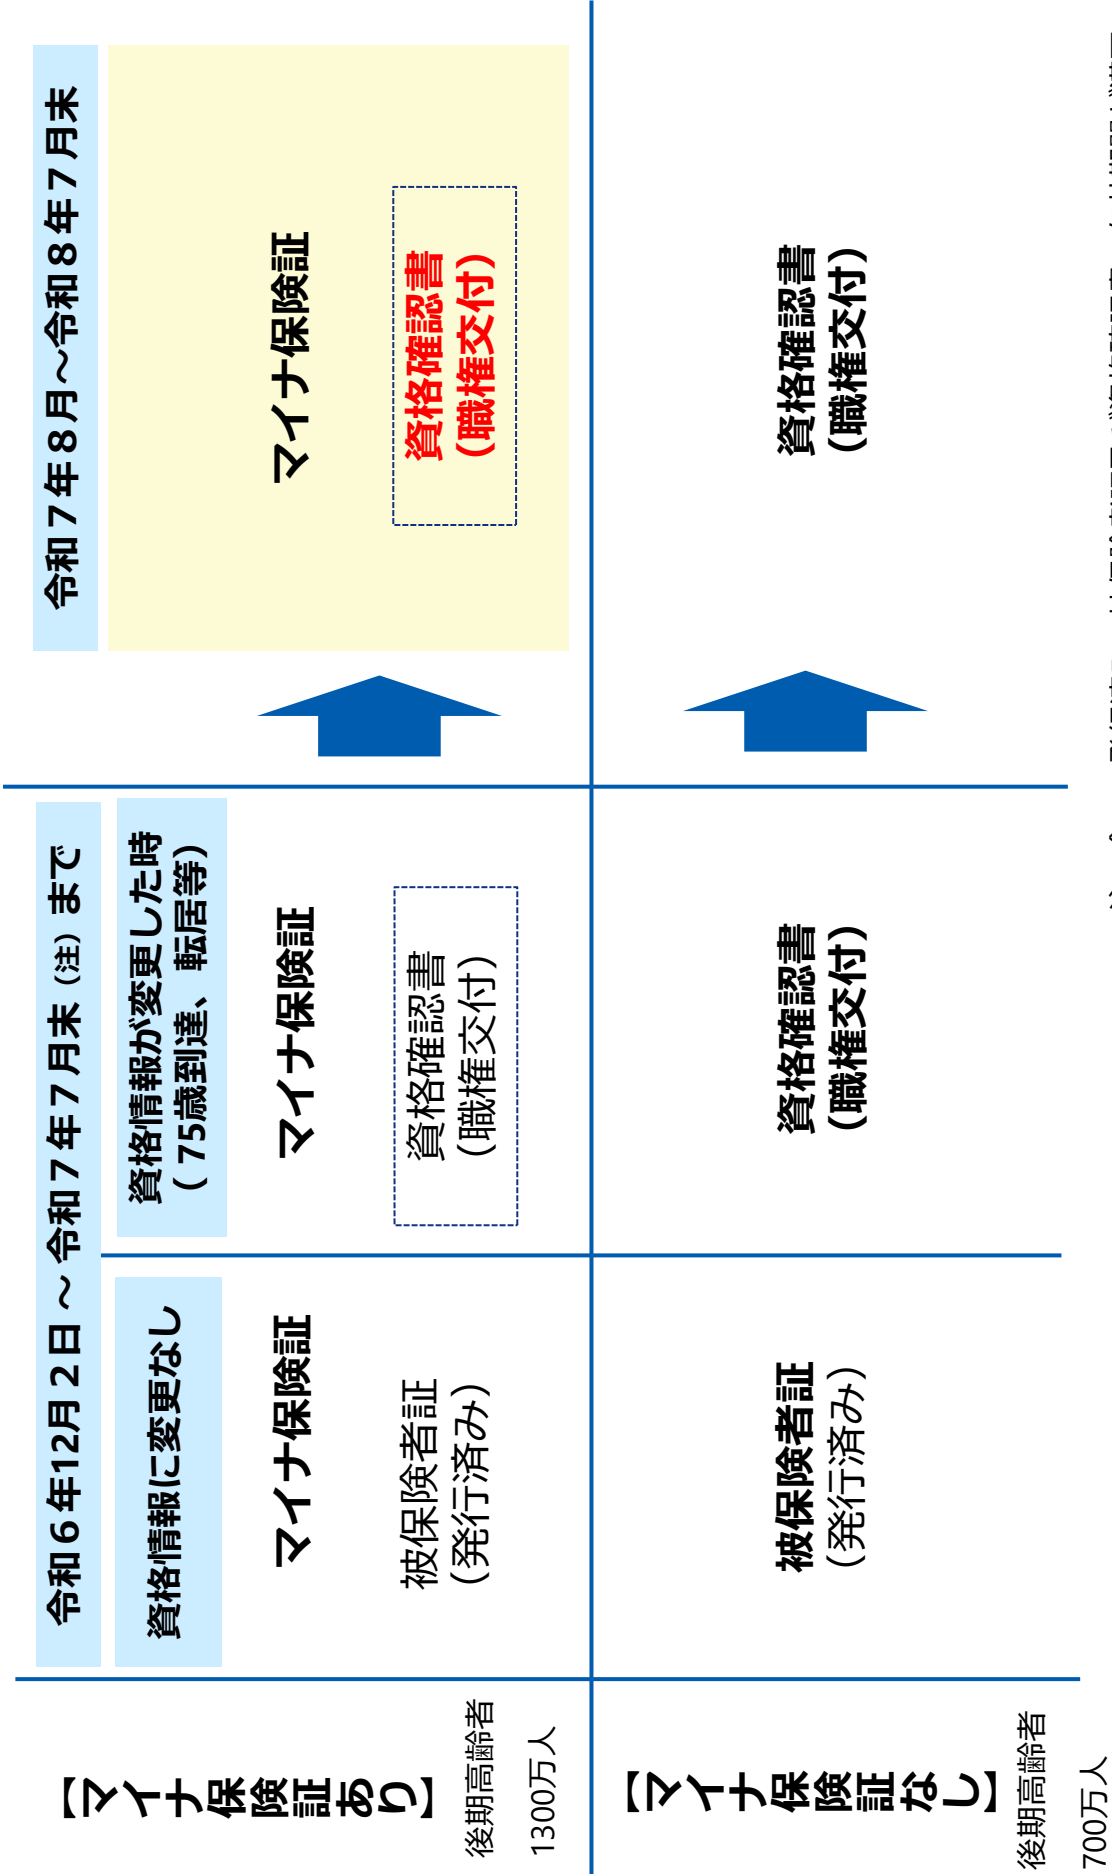 令和６年12月２日 ～ 令和７年７月末（注）まで
令和７年８月～令和８年７月末
資格情報に変更なし
資格情報が変更した時
（ 75歳到達、転居等）
【マイナ保険証あり】
後期高齢者
1300万人
マイナ保険証
被保険者証
（発行済み）
マイナ保険証
資格確認書
（職権交付）
マイナ保険証
資格確認書
（職権交付）
【マイナ保険証なし】
後期高齢者
700万人
被保険者証
（発行済み）
資格確認書
（職権交付）
資格確認書
（職権交付）